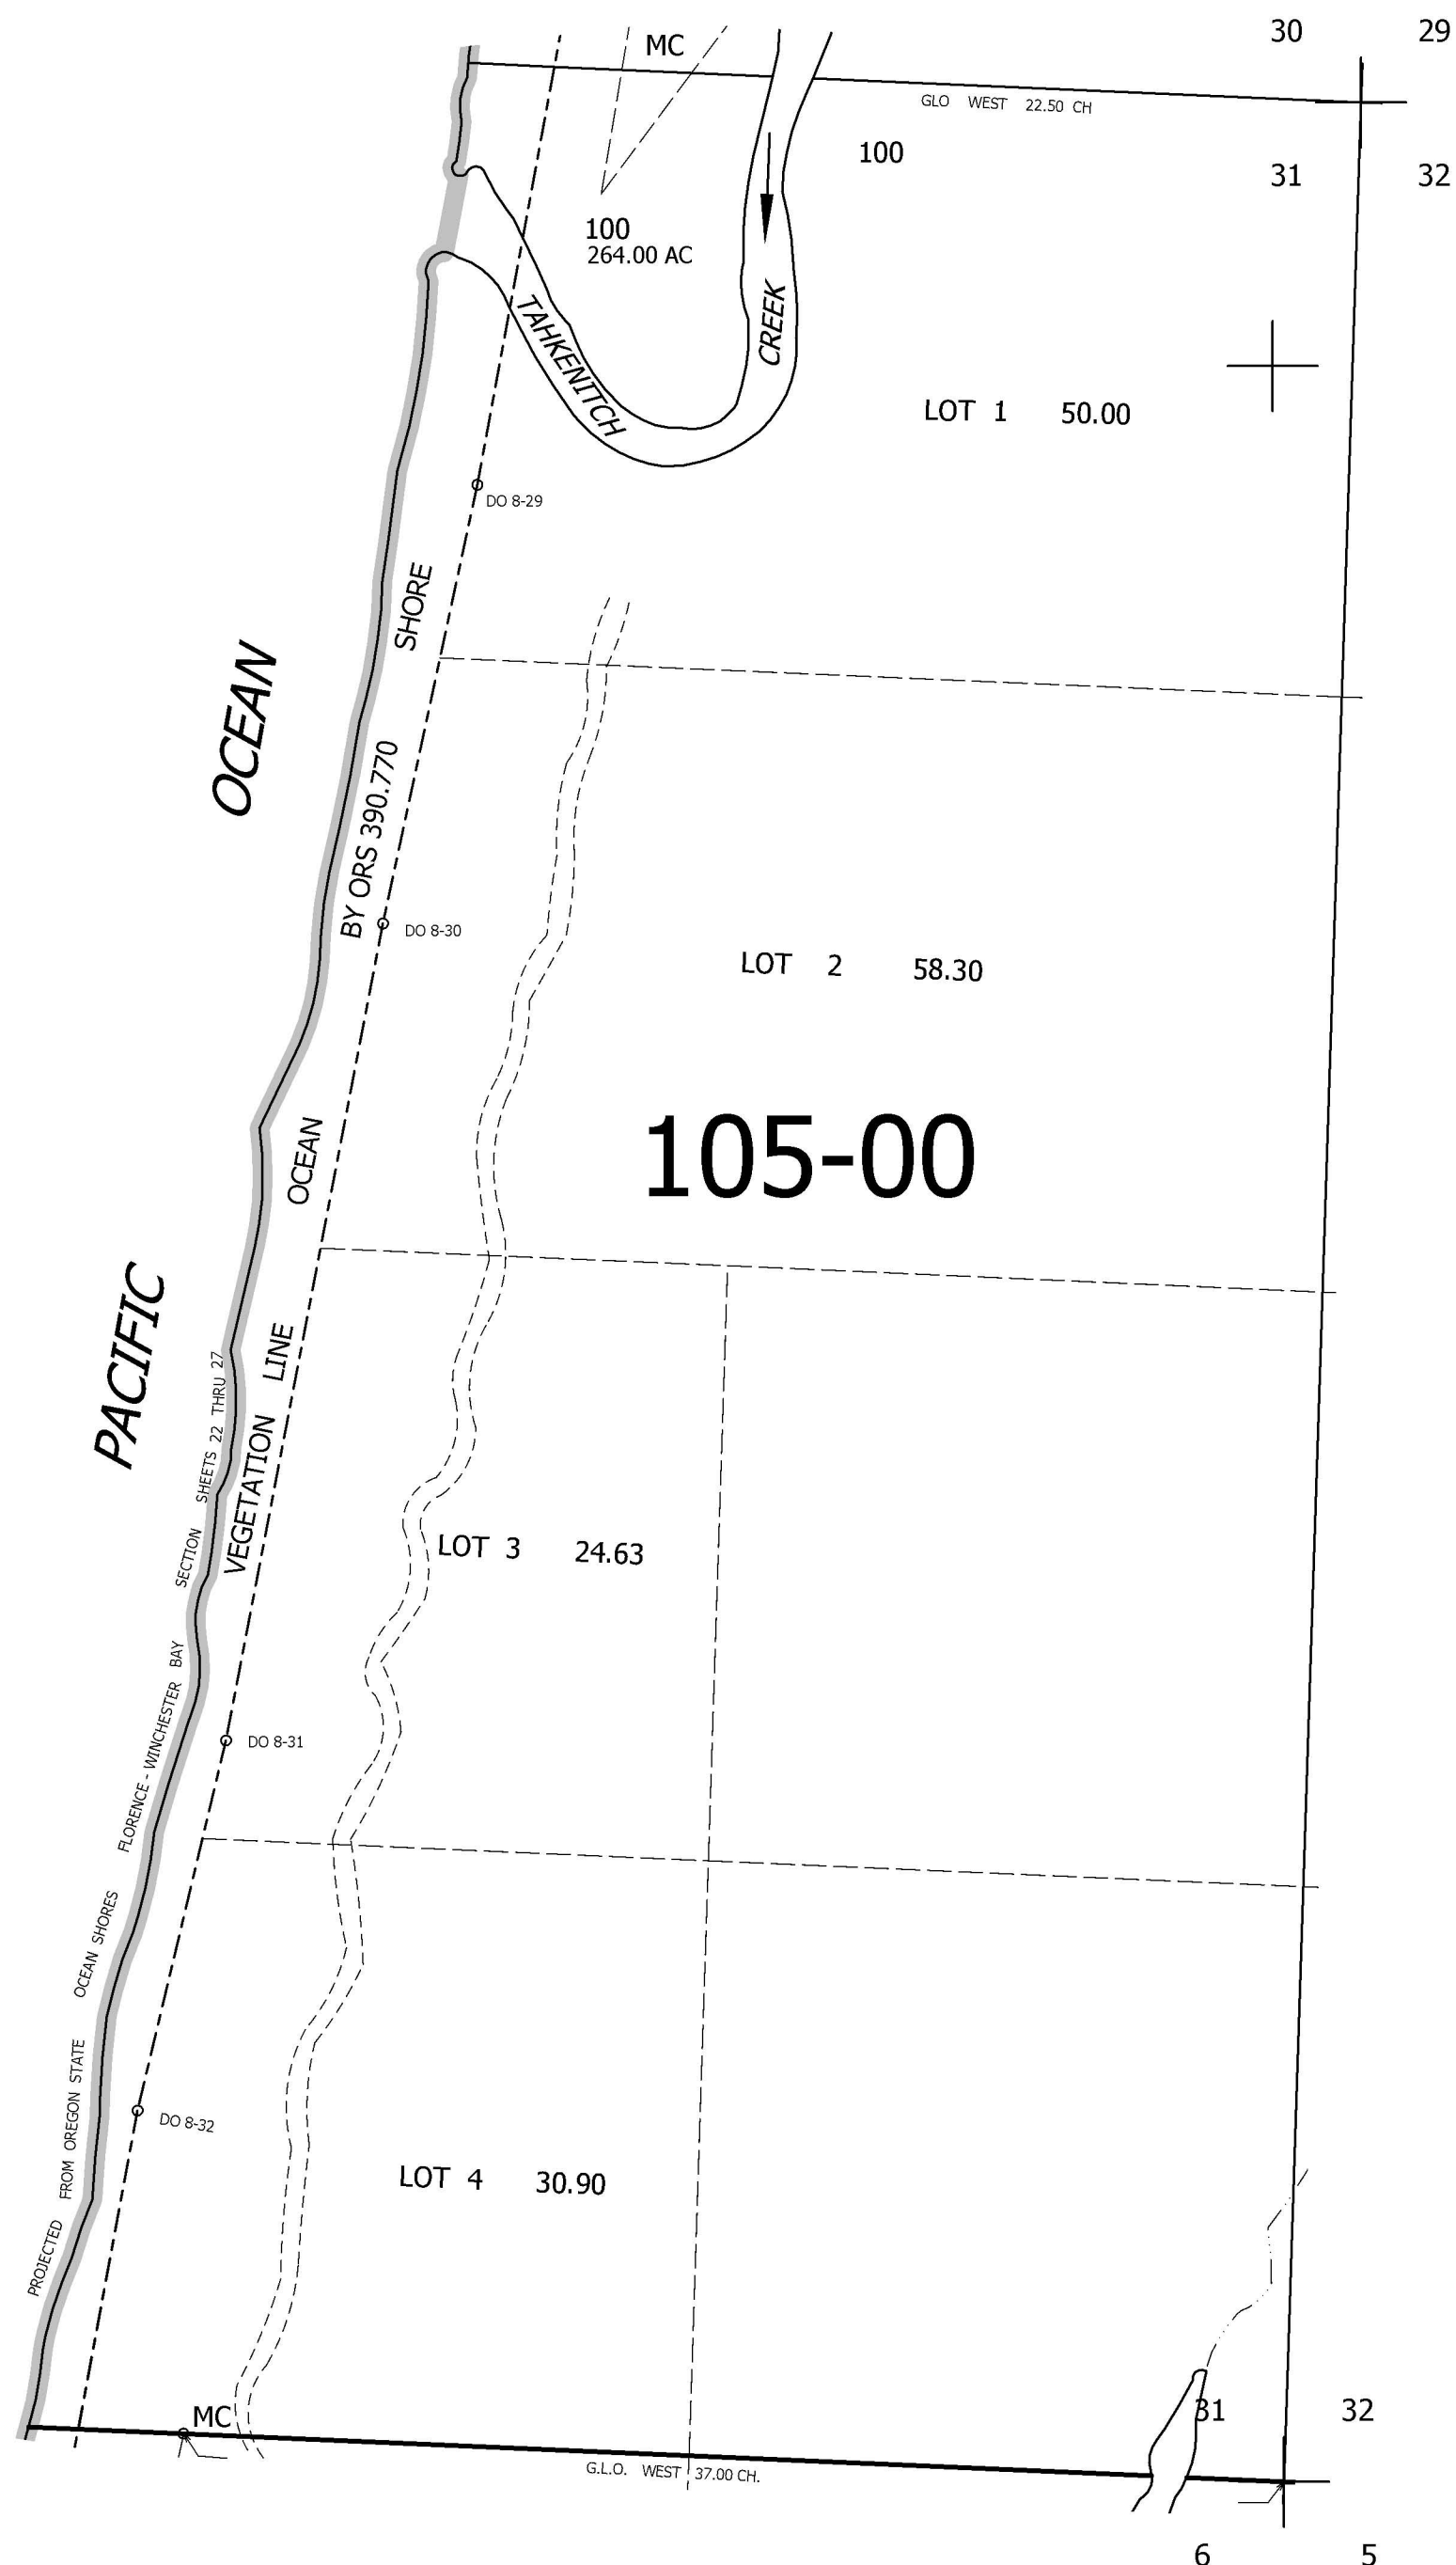 30 29
MC
GLO WEST 22.50 CH
100
31 32
100
264.00 AC
TAHKENITCH
CREEK
LOT 1 50.00
DO 8-29
OCEAN
PACIFIC
VEGETATION LINE OCEAN SHORE
BY ORS 390.770
DO 8-30
LOT 2 58.30
105-00
PROJECTED FROM OREGON STATE OCEAN SHORES FLORENCE - WINCHESTER BAY SECTION SHEETS 22 THRU 27
LOT 3 24.63
DO 8-31
DO 8-32
LOT 4 30.90
MC
31 32
G.L.O. WEST 37.00 CH.
6 5